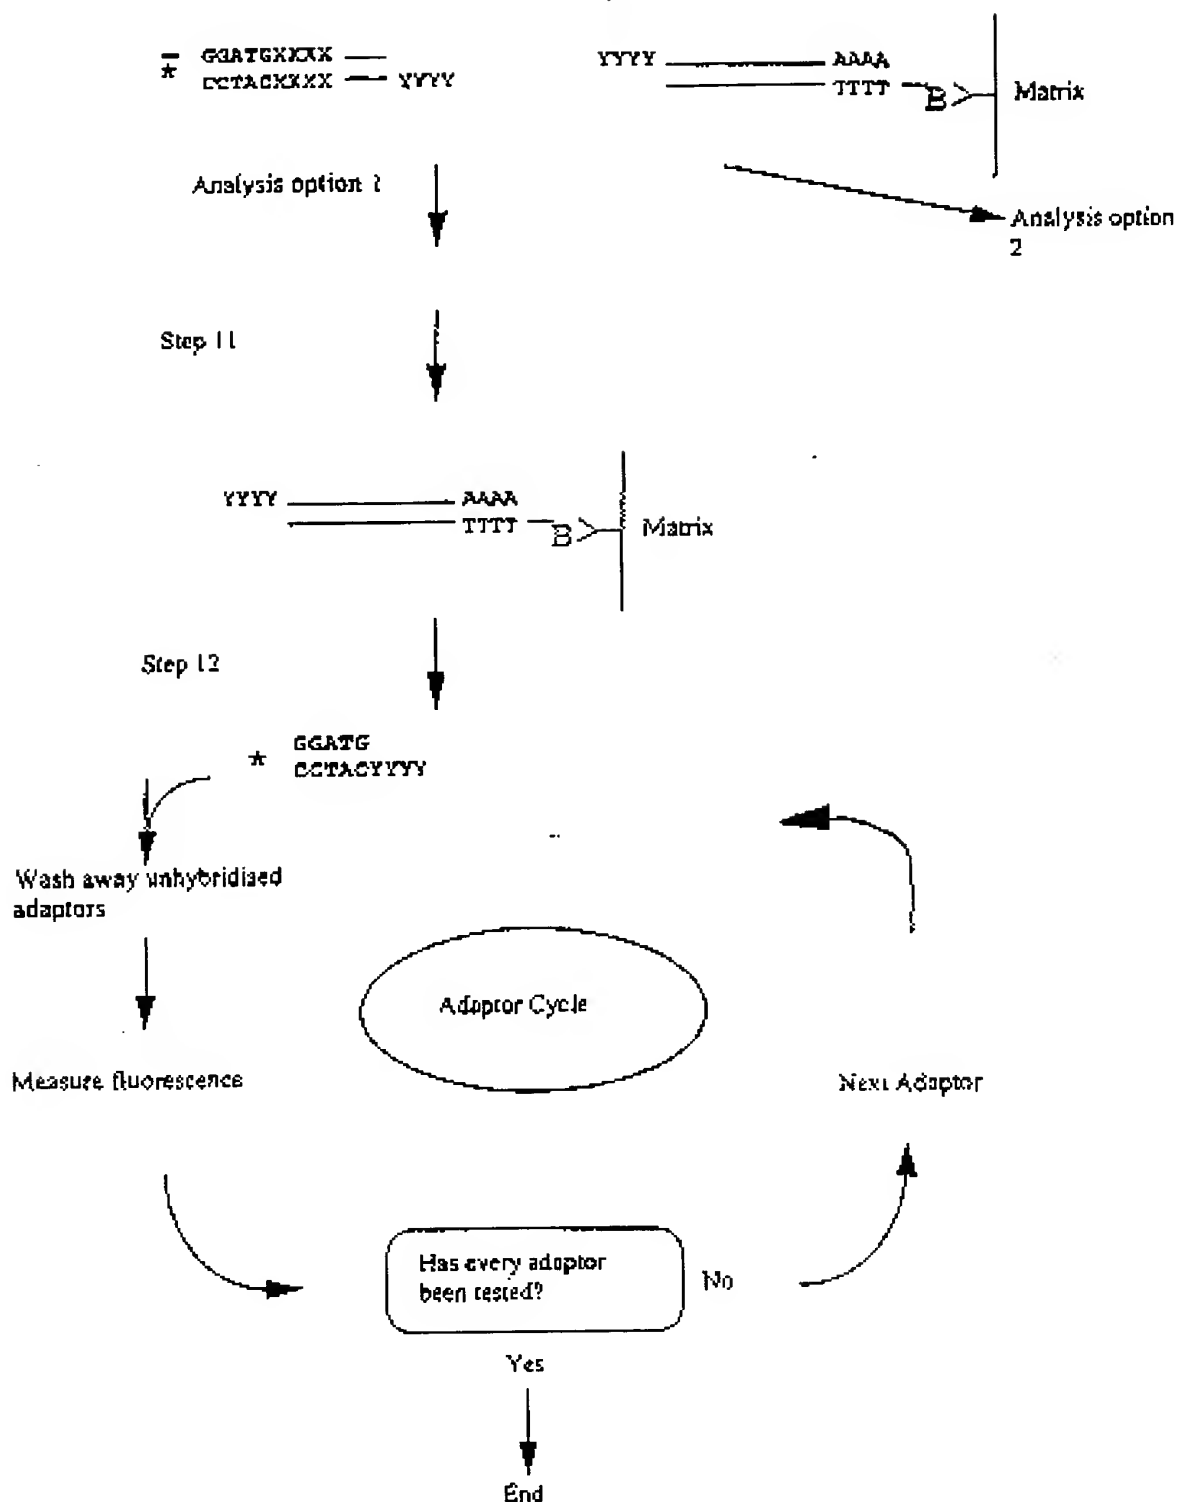 * GGATGXXXX
CCTACXXXX YYYY
YYYY AAAA
TTTT B Matrix
Analysis option 1
Analysis option
2
Step 11
YYYY AAAA
TTTT B Matrix
Step 12
* GGATG
CCTACYYYY
Wash away unhybridised
adaptors
Adaptor Cycle
Measure fluorescence
Next Adaptor
Has every adaptor
been tested?
No
Yes
End